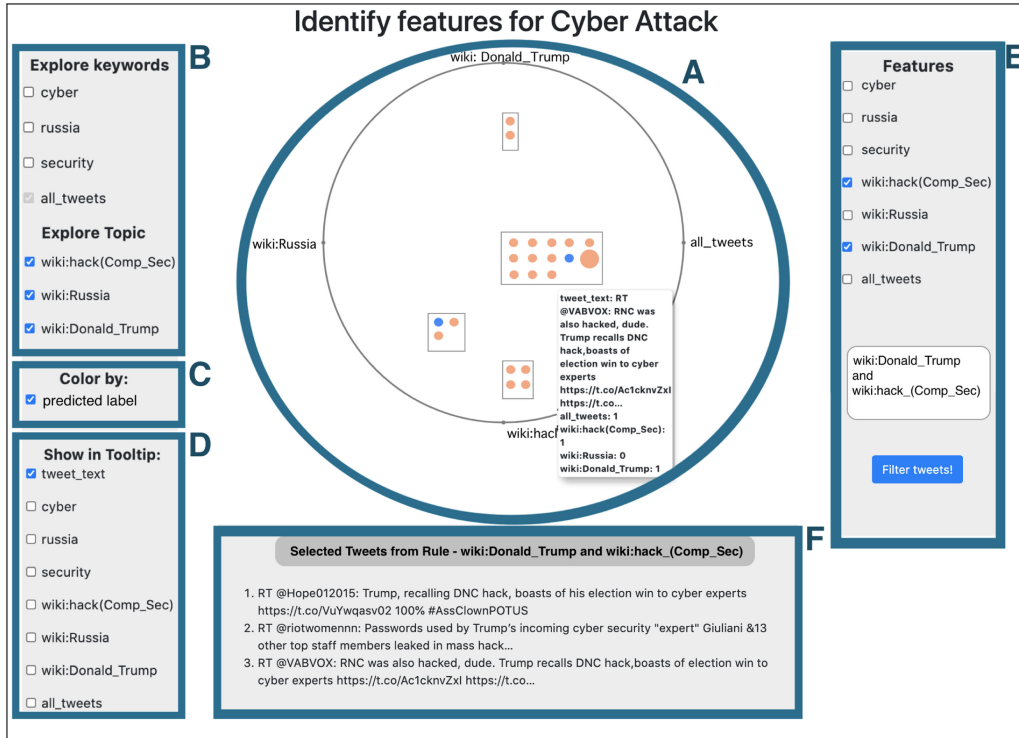 Identify features for Cyber Attack
B
Explore keywords
cyber
russia
security
all_tweets
Explore Topic
wiki:hack(Comp_Sec)
wiki:Russia
wiki:Donald_Trump
C
Color by:
predicted label
D
Show in Tooltip:
tweet_text
cyber
russia
security
wiki:hack(Comp_Sec)
wiki:Russia
wiki:Donald_Trump
all_tweets
A
wiki: Donald_Trump
wiki:Russia
all_tweets
wiki:hac
tweet_text: RT
@VABVOX: RNC was
also hacked, dude.
Trump recalls DNC
hack,boasts of
election win to cyber
experts
https://t.co/Ac1cknvZxI
https://t.co...
all_tweets: 1
wiki:hack(Comp_Sec):
1
wiki:Russia: 0
wiki:Donald_Trump: 1
E
Features
cyber
russia
security
wiki:hack(Comp_Sec)
wiki:Russia
wiki:Donald_Trump
all_tweets
wiki:Donald_Trump
and
wiki:hack_(Comp_Sec)
Filter tweets!
F
Selected Tweets from Rule - wiki:Donald_Trump and wiki:hack_(Comp_Sec)
1. RT @Hope012015: Trump, recalling DNC hack, boasts of his election win to cyber experts
https://t.co/VuYwqasv02 100% #AssClownPOTUS
2. RT @riotwomennn: Passwords used by Trump's incoming cyber security "expert" Giuliani &13
other top staff members leaked in mass hack...
3. RT @VABVOX: RNC was also hacked, dude. Trump recalls DNC hack,boasts of election win to
cyber experts https://t.co/Ac1cknvZxI https://t.co...